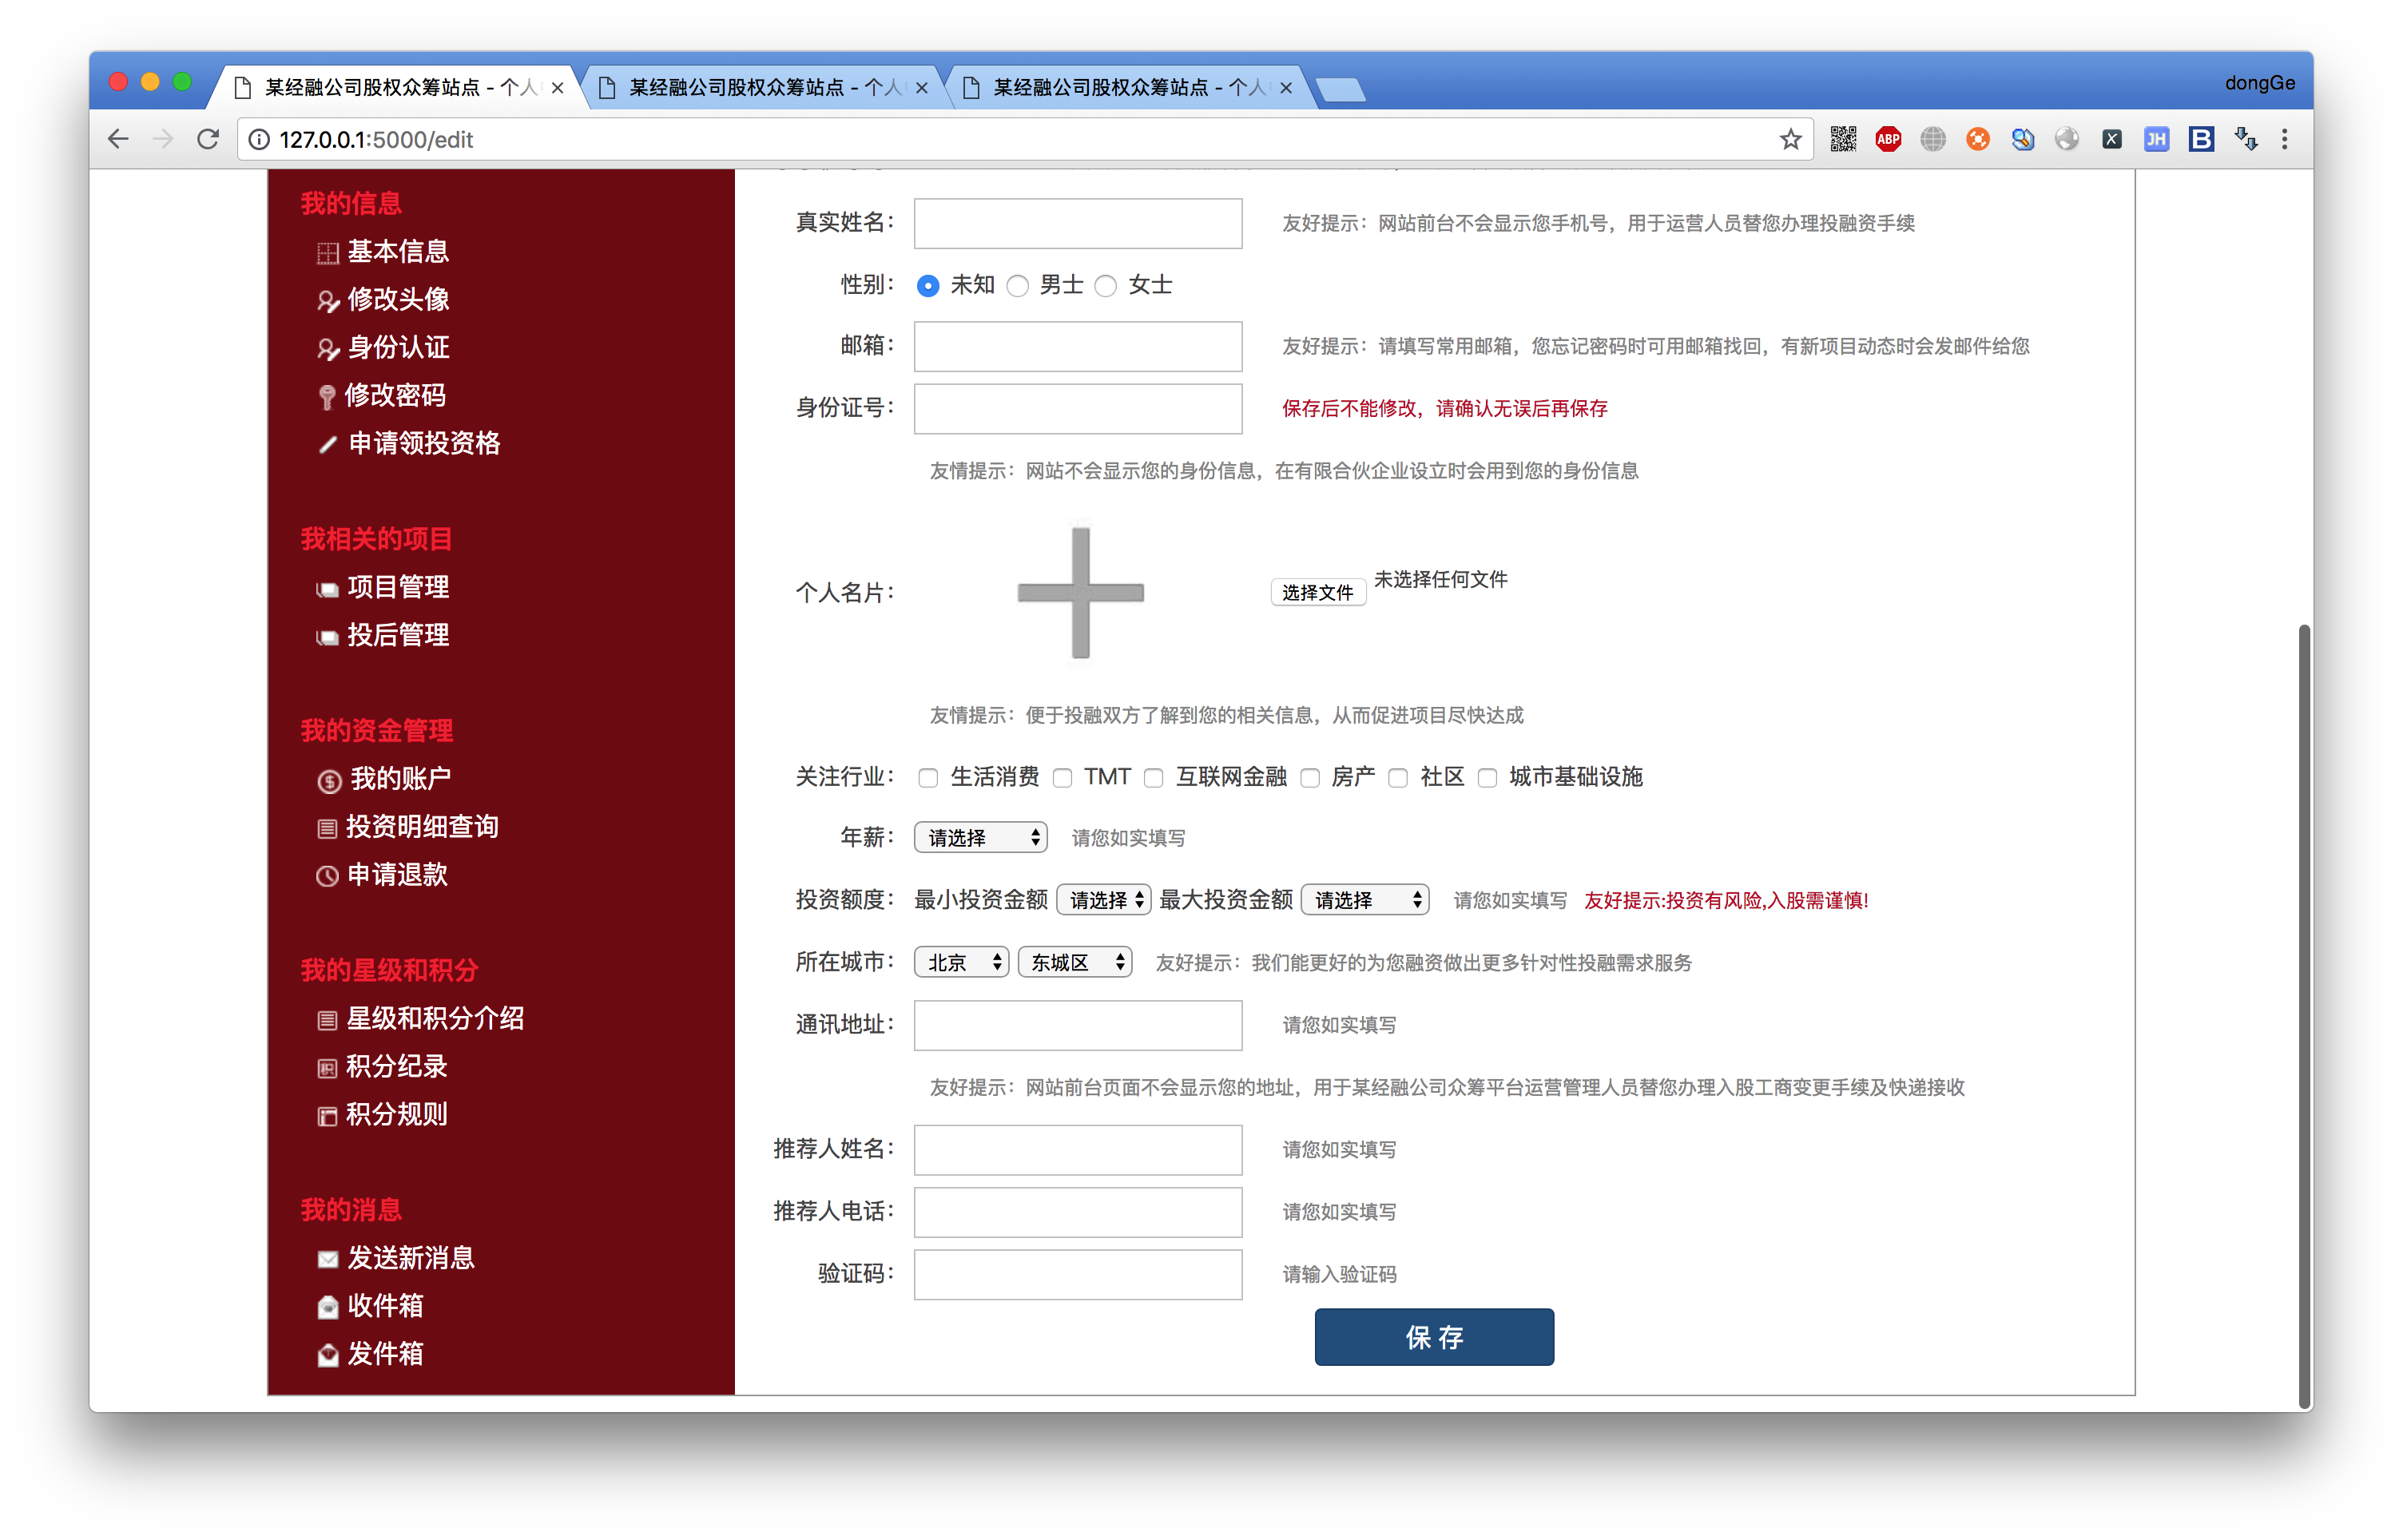 某经融公司股权众筹站点 - 个人
某经融公司股权众筹站点 - 个人
某经融公司股权众筹站点 - 个人
dongGe
127.0.0.1:5000/edit
ABP
JH
B
我的信息
基本信息
修改头像
身份认证
修改密码
申请领投资格
我相关的项目
项目管理
投后管理
我的资金管理
我的账户
投资明细查询
申请退款
我的星级和积分
星级和积分介绍
积分纪录
积分规则
我的消息
发送新消息
收件箱
发件箱
真实姓名： 友好提示：网站前台不会显示您手机号，用于运营人员替您办理投融资手续
性别： 未知 男士 女士
邮箱： 友好提示：请填写常用邮箱，您忘记密码时可用邮箱找回，有新项目动态时会发邮件给您
身份证号： 保存后不能修改，请确认无误后再保存
友情提示：网站不会显示您的身份信息，在有限合伙企业设立时会用到您的身份信息
个人名片： 选择文件 未选择任何文件
友情提示：便于投融双方了解到您的相关信息，从而促进项目尽快达成
关注行业： 生活消费 TMT 互联网金融 房产 社区 城市基础设施
年薪： 请选择 请您如实填写
投资额度： 最小投资金额 请选择 最大投资金额 请选择 请您如实填写 友好提示:投资有风险,入股需谨慎!
所在城市： 北京 东城区 友好提示：我们能更好的为您融资做出更多针对性投融需求服务
通讯地址： 请您如实填写
友好提示：网站前台页面不会显示您的地址，用于某经融公司众筹平台运营管理人员替您办理入股工商变更手续及快递接收
推荐人姓名： 请您如实填写
推荐人电话： 请您如实填写
验证码： 请输入验证码
保 存